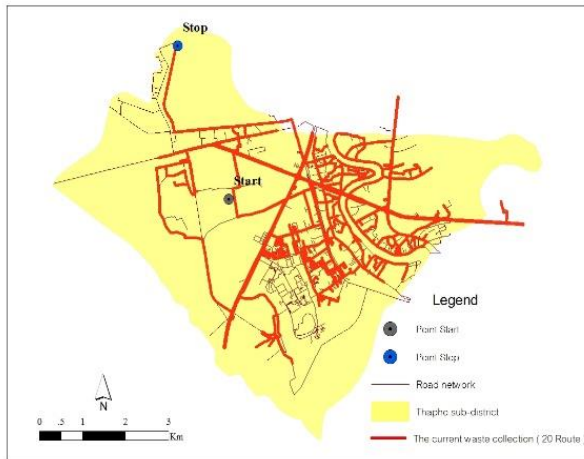 Stop
Start
Legend
Point Start
Point Stop
Road network
Thapho sub-district
The current waste collection ( 20 Route )
N
0 .5 1 2 3
Km